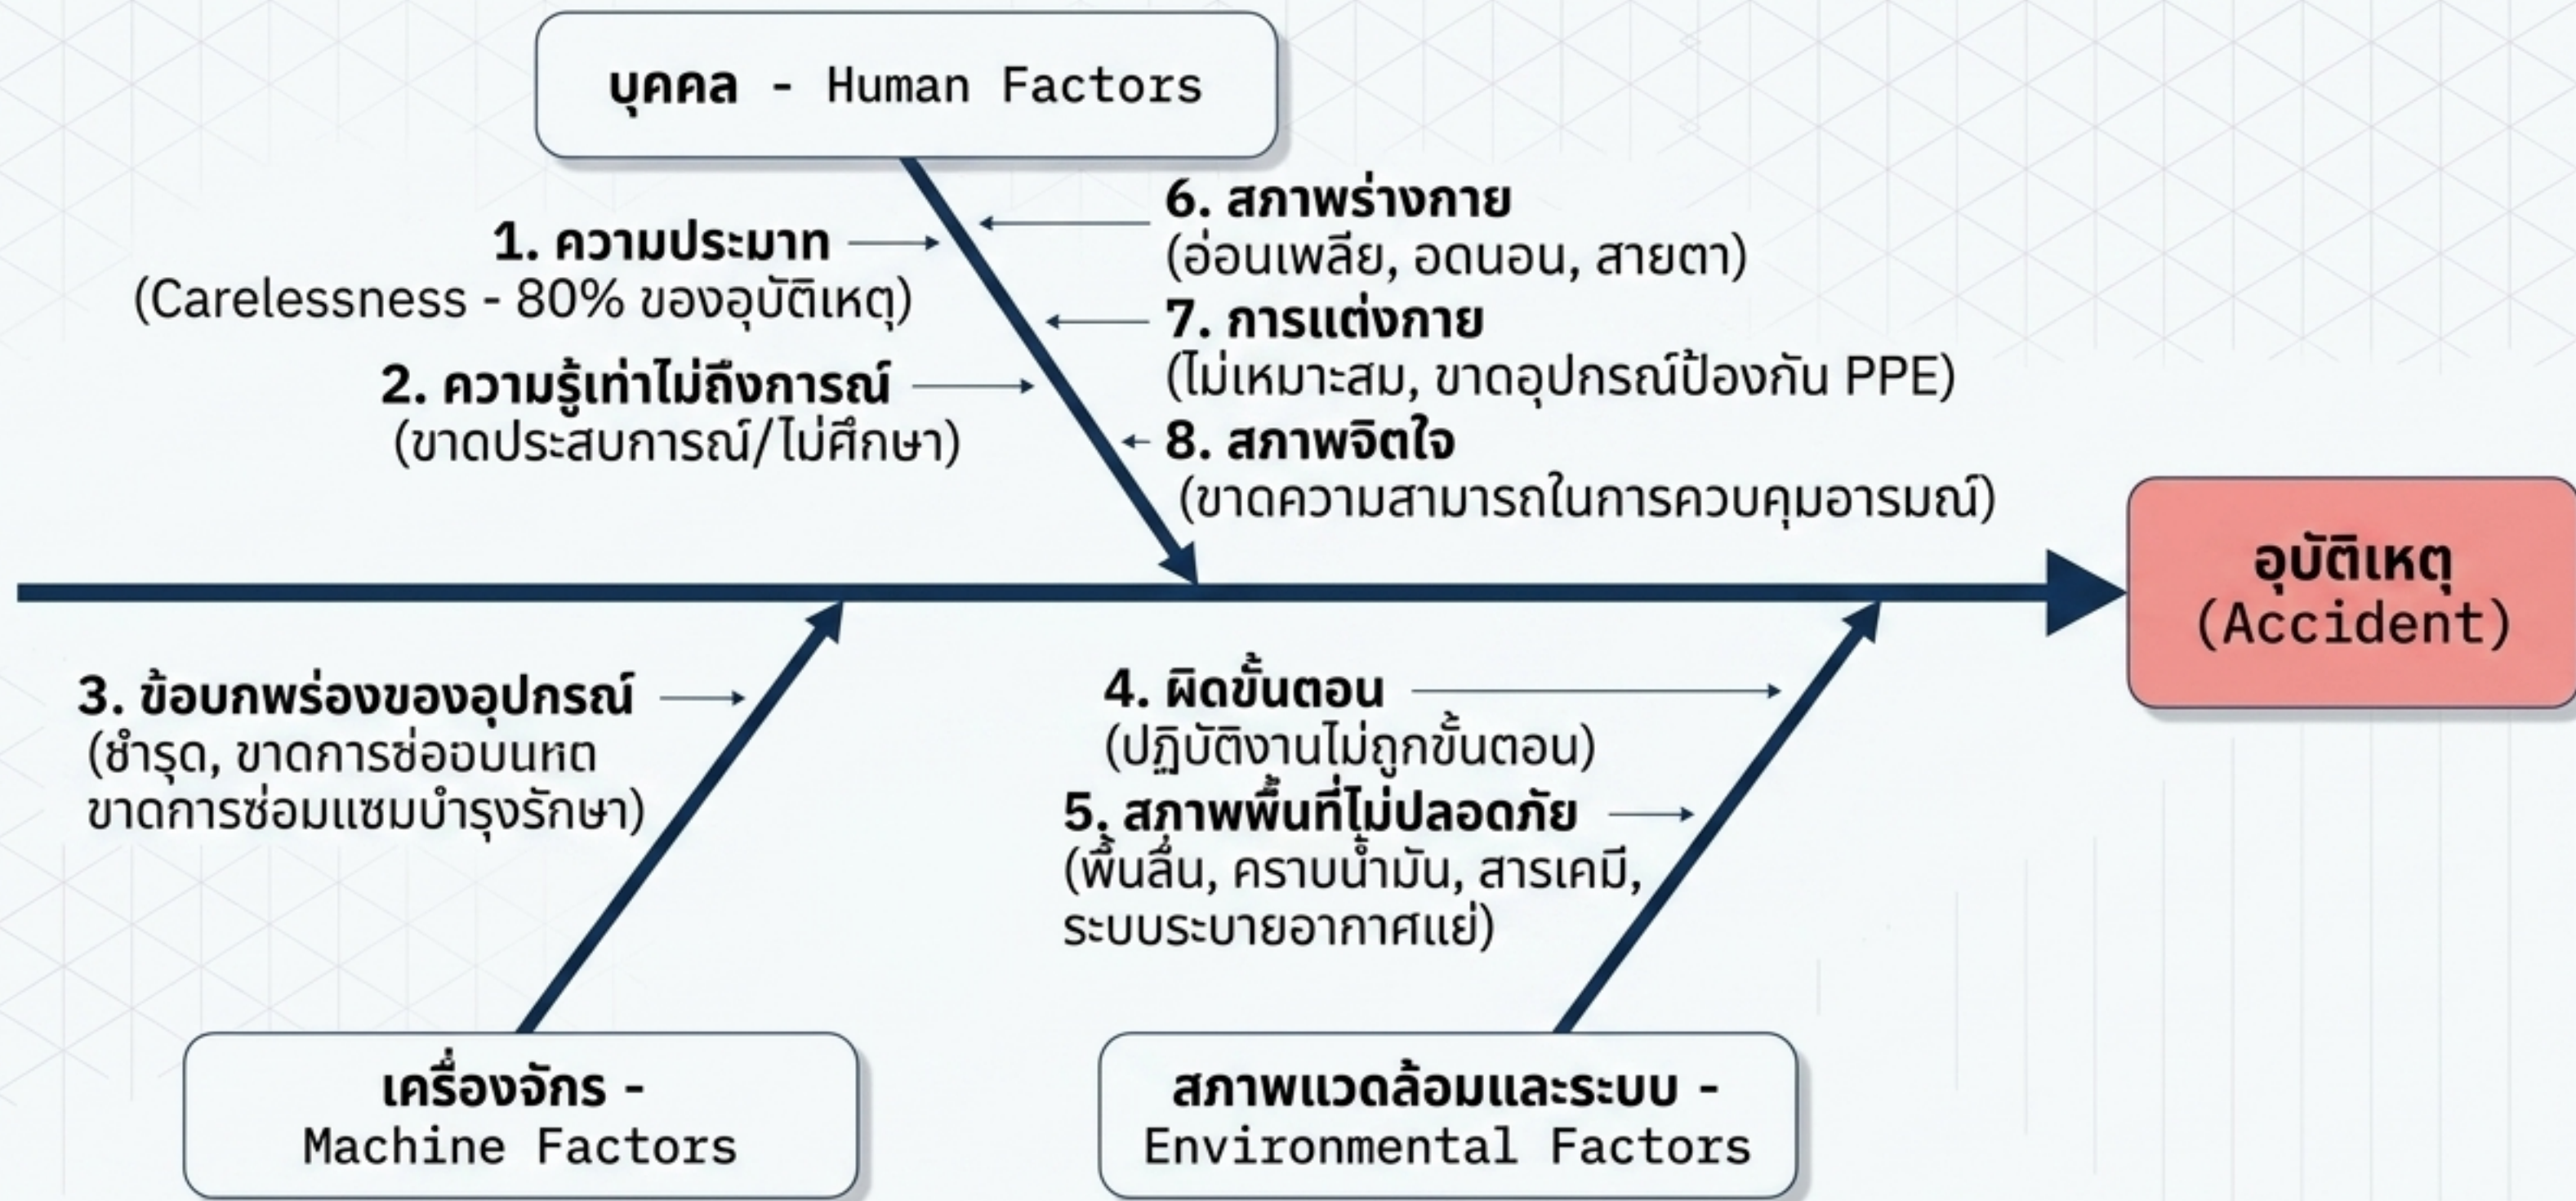 บุคคล - Human Factors
1. ความประมาท
(Carelessness - 80% ของอุบัติเหตุ)
2. ความรู้เท่าไม่ถึงการณ์
(ขาดประสบการณ์/ไม่ศึกษา)
6. สภาพร่างกาย
(อ่อนเพลีย, อดนอน, สายตา)
7. การแต่งกาย
(ไม่เหมาะสม, ขาดอุปกรณ์ป้องกัน PPE)
8. สภาพจิตใจ
(ขาดความสามารถในการควบคุมอารมณ์)
อุบัติเหตุ
(Accident)
3. ข้อบกพร่องของอุปกรณ์
(ชำรุด,
ขาดการซ่อมแซมบำรุงรักษา)
4. ผิดขั้นตอน
(ปฏิบัติงานไม่ถูกขั้นตอน)
5. สภาพพื้นที่ไม่ปลอดภัย
(พื้นลื่น, คราบน้ำมัน, สารเคมี,
ระบบระบายอากาศแย่)
เครื่องจักร -
Machine Factors
สภาพแวดล้อมและระบบ -
Environmental Factors